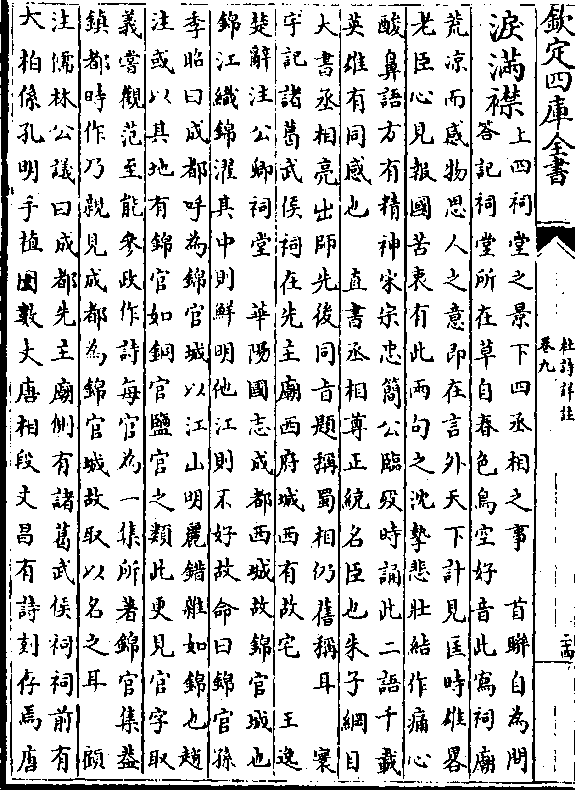 欽定四庫全書
杜詩詳註
卷九
淚滿襟
上四祠堂之景下四丞相之事　首聯自為問
答記祠堂所在草自春色鳥空好音此寫祠廟
荒凉而感物思人之意即在言外天下計見匡時雄畧
老臣心見報國苦衷有此兩句之沈摯悲壯結作痛心
酸鼻語方有精神宋宗忠簡公臨歿時誦此二語千載
英雄有同感也　直書丞相尊正統名臣也朱子綱目
大書丞相亮出師先後同旨題稱蜀相仍舊稱耳　寰
宇記諸葛武侯祠在先主廟西府城西有故宅　王逸
楚辭注公卿祠堂　華陽國志成都西城故錦官城也
錦江織錦濯其中則鮮明他江則不好故命曰錦官孫
季昭曰成都呼為錦官城以江山明麗錯雜如錦也趙
注或以其地有錦官如銅官鹽官之類此更見官字取
義嘗觀范至能參政作詩每官為一集所著錦官集葢
鎮都時作乃親見成都為錦官城故取以名之耳　顧
注儒林公議曰成都先主廟側有諸葛武侯祠祠前有
大柏係孔明手植圍數丈唐相段文昌有詩刻存焉唐